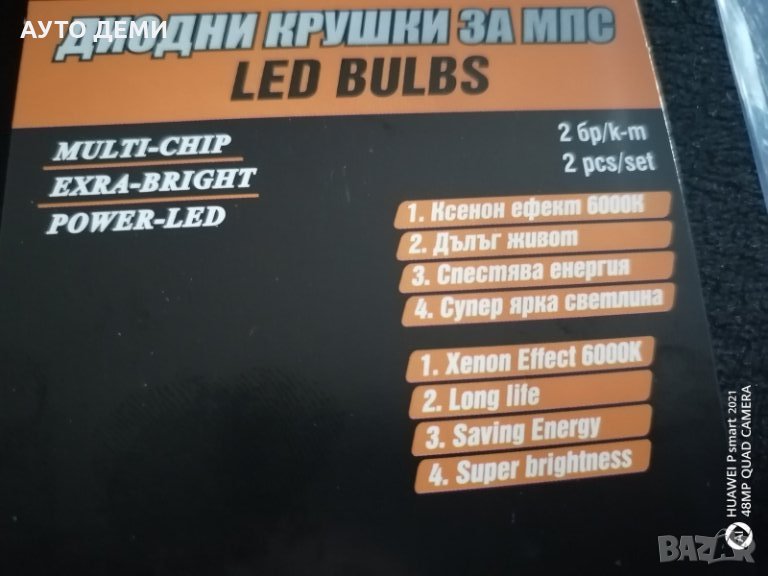 АУТО ДЕМИ
ДИОДНИ КРУШКИ ЗА МПС
LED BULBS
MULTI-CHIP
EXRA-BRIGHT
POWER-LED
2 бр/к-т
2 pcs/set
1. Ксенон ефект 6000К
2. Дълъг живот
3. Спестява енергия
4. Супер ярка светлина
1. Xenon Effect 6000K
2. Long life
3. Saving Energy
4. Super brightness
HUAWEI P smart 2021
48MP QUAD CAMERA
AI
BAZAR